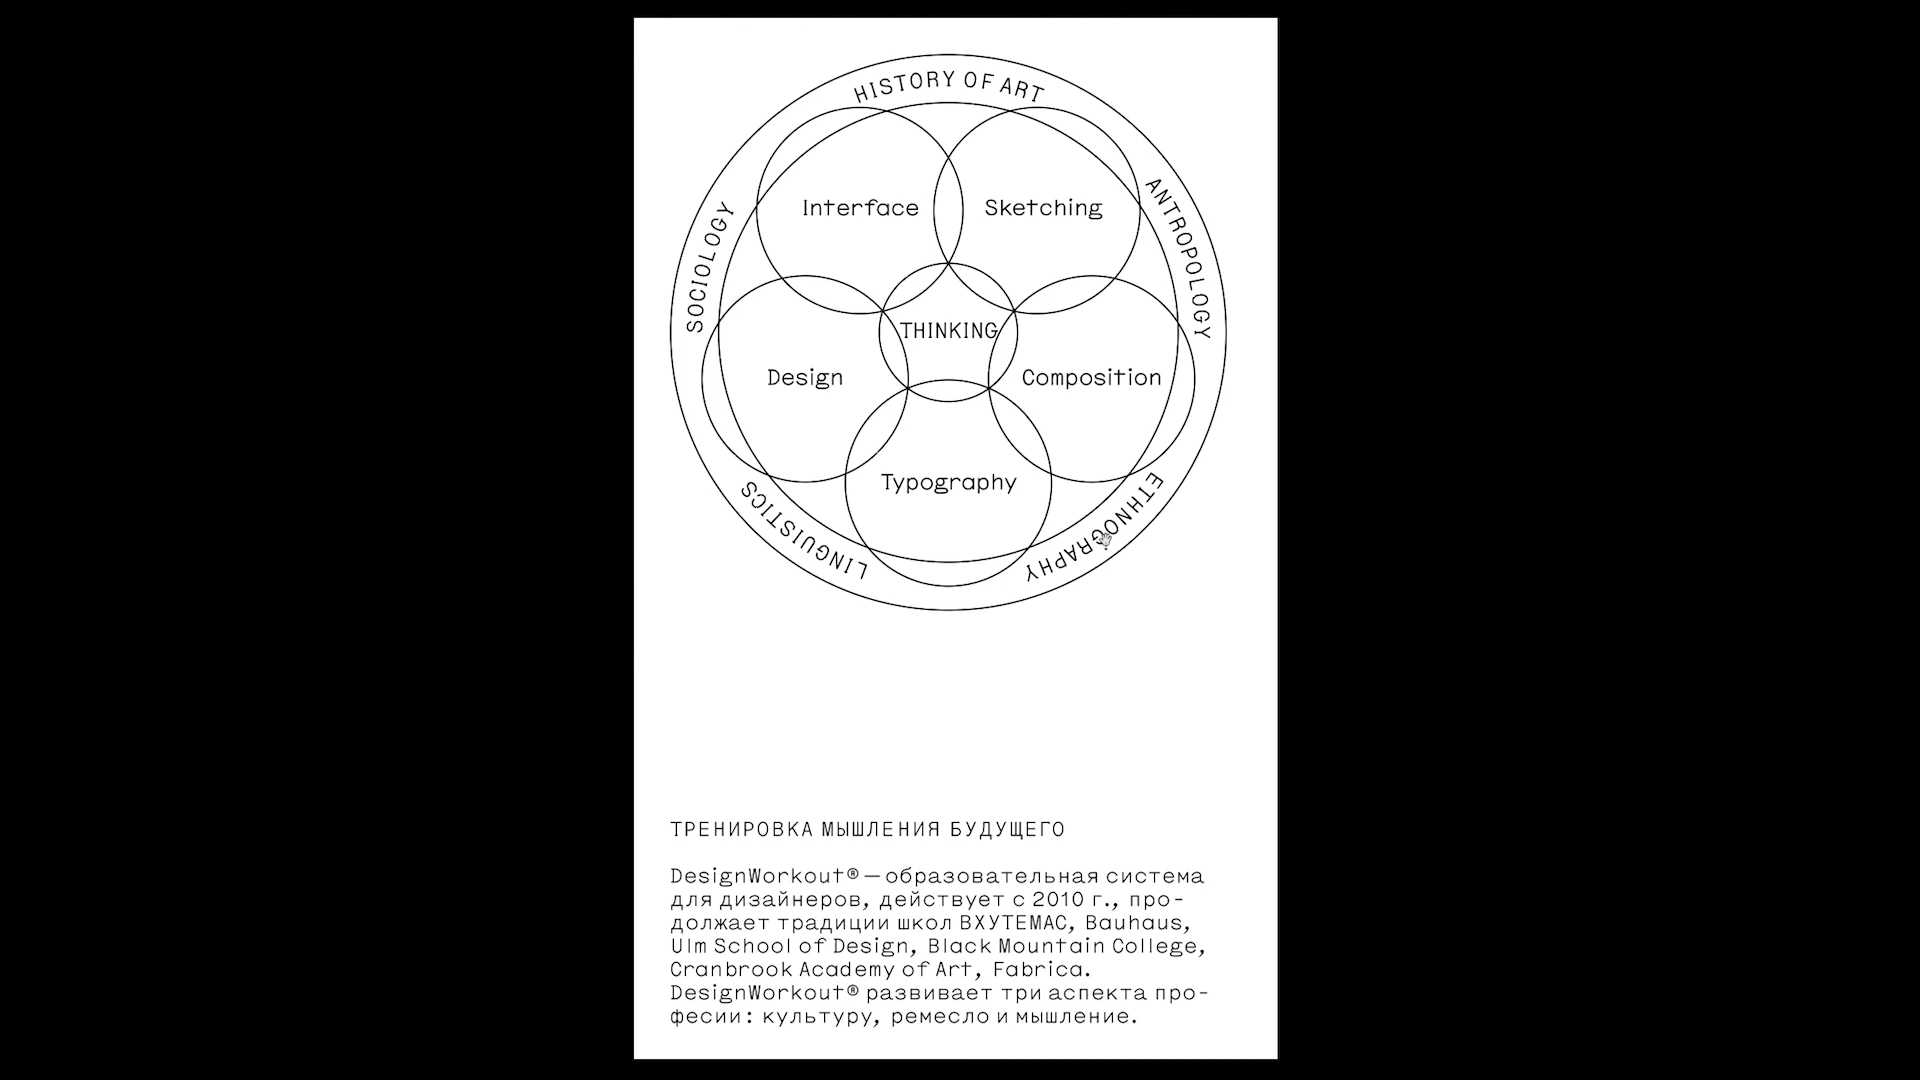 HISTORY OF ART
SOCIOLOGY
ANTROPOLOGY
Interface
Sketching
THINKING
Design
Composition
Typography
LINGUISTICS
ETHNOGRAPHY
ТРЕНИРОВКА МЫШЛЕНИЯ БУДУЩЕГО
DesignWorkout® — образовательная система
для дизайнеров, действует с 2010 г., про-
должает традиции школ ВХУТЕМАС, Bauhaus,
Ulm School of Design, Black Mountain College,
Cranbrook Academy of Art, Fabrica.
DesignWorkout® развивает три аспекта про-
фесии: культуру, ремесло и мышление.